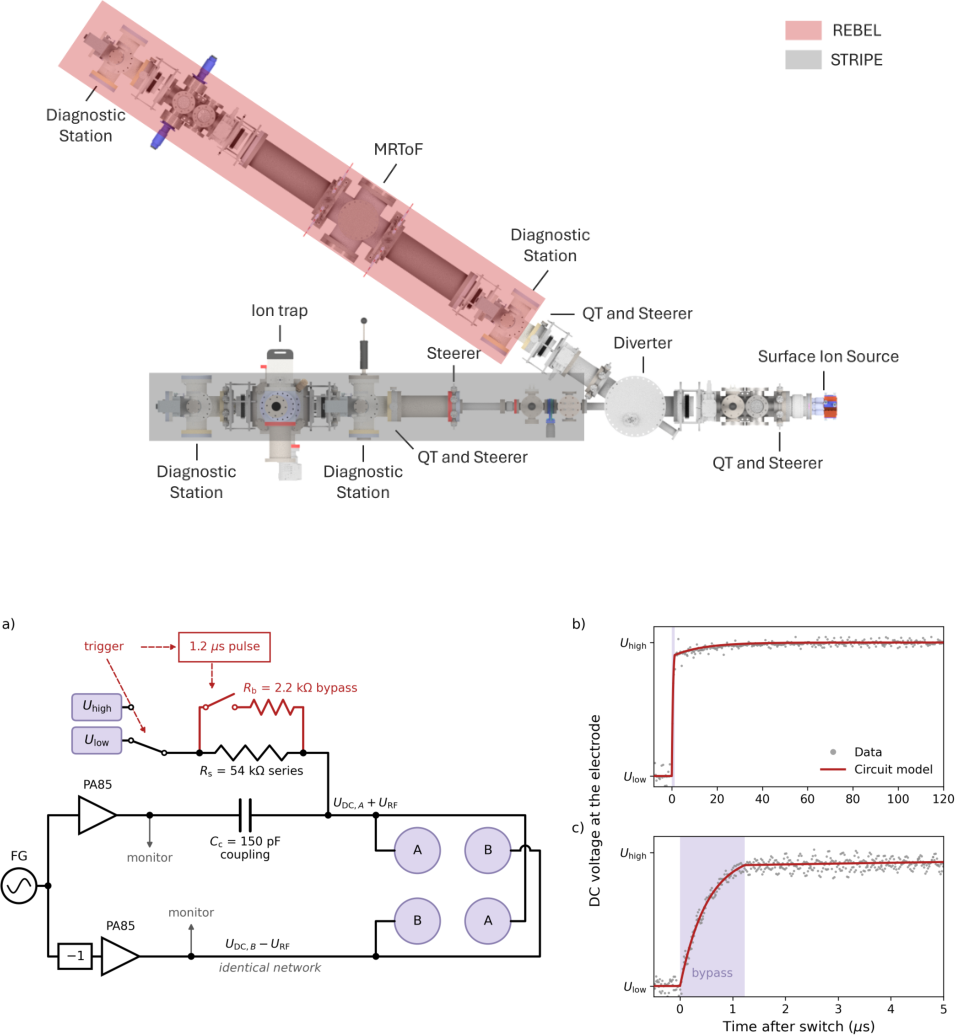 REBEL
STRIPE
Diagnostic
Station
MRToF
Diagnostic
Station
QT and Steerer
Ion trap
Diverter
Steerer
Surface Ion Source
QT and Steerer
QT and Steerer
Diagnostic
Station
Diagnostic
Station
a)
trigger
1.2 μs pulse
R_b = 2.2 kΩ bypass
U_high
U_low
R_s = 54 kΩ series
PA85
U_DC,A + U_RF
C_c = 150 pF
coupling
monitor
FG
A
B
B
A
monitor
PA85
−1
U_DC,B − U_RF
identical network
b)
U_high
U_low
Data
Circuit model
0 20 40 60 80 100 120
c)
U_high
U_low
bypass
0 1 2 3 4 5
Time after switch (μs)
DC voltage at the electrode